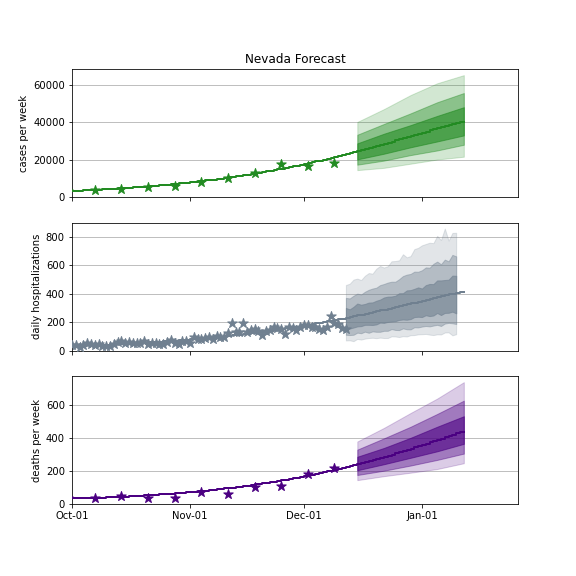 Nevada Forecast
cases per week
60000
40000
20000
0
daily hospitalizations
800
600
400
200
0
deaths per week
600
400
200
0
Oct-01 Nov-01 Dec-01 Jan-01